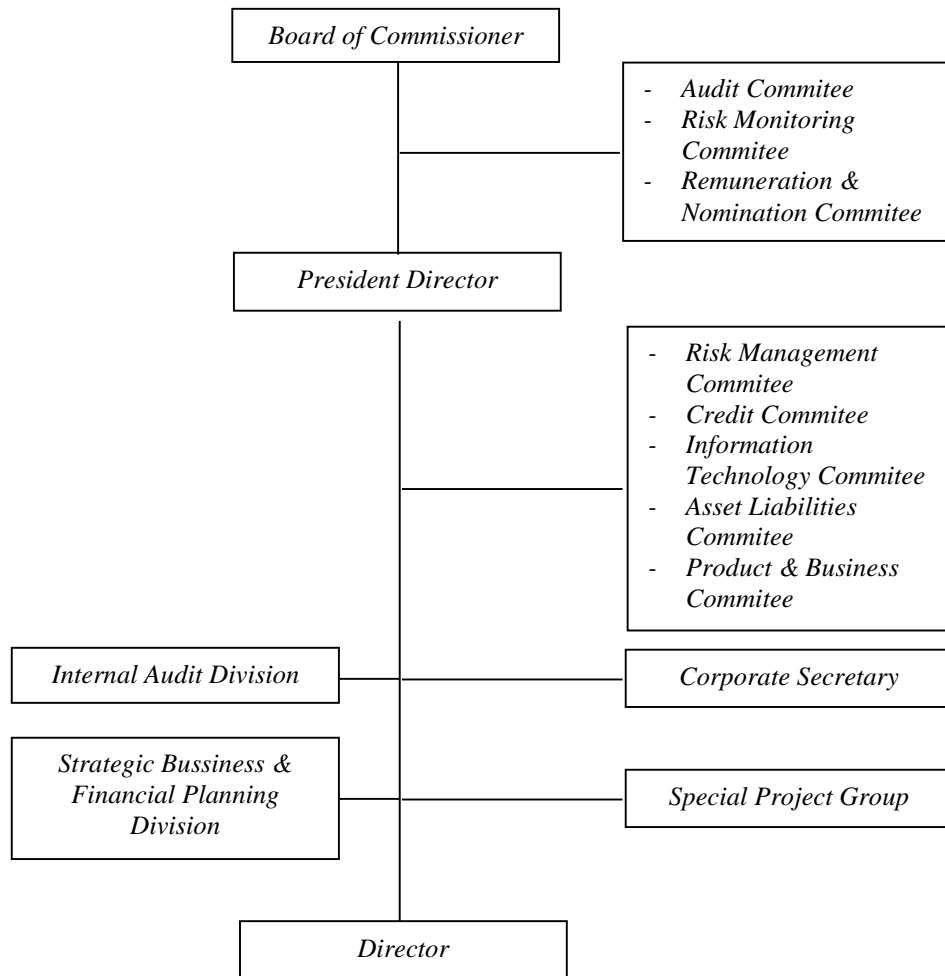 Board of Commissioner
- Audit Commitee
- Risk Monitoring
Commitee
- Remuneration &
Nomination Commitee
President Director
- Risk Management
Commitee
- Credit Commitee
- Information
Technology Commitee
- Asset Liabilities
Commitee
- Product & Business
Commitee
Internal Audit Division
Corporate Secretary
Strategic Bussiness &
Financial Planning
Division
Special Project Group
Director